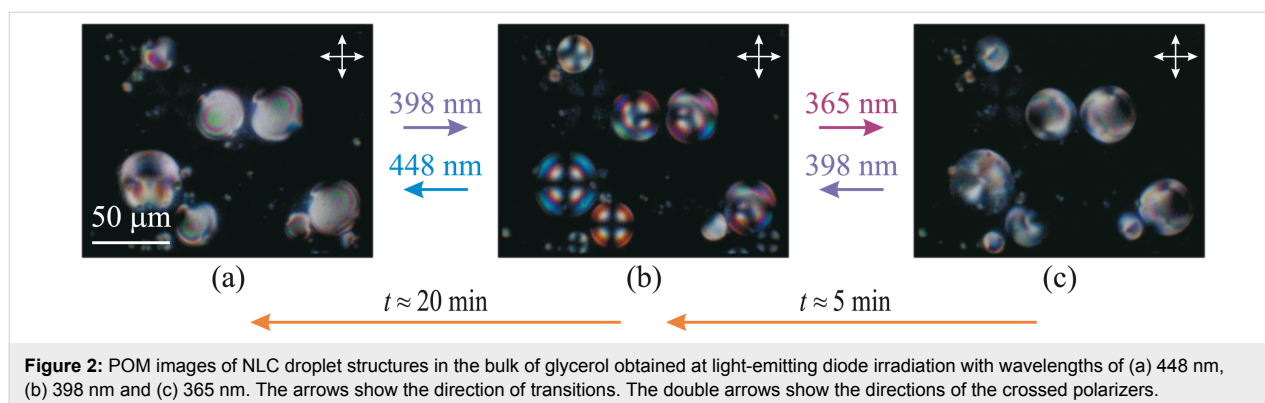 398 nm
448 nm
365 nm
398 nm
50 µm
(a)
(b)
(c)
t ≈ 20 min
t ≈ 5 min
Figure 2: POM images of NLC droplet structures in the bulk of glycerol obtained at light-emitting diode irradiation with wavelengths of (a) 448 nm,
(b) 398 nm and (c) 365 nm. The arrows show the direction of transitions. The double arrows show the directions of the crossed polarizers.